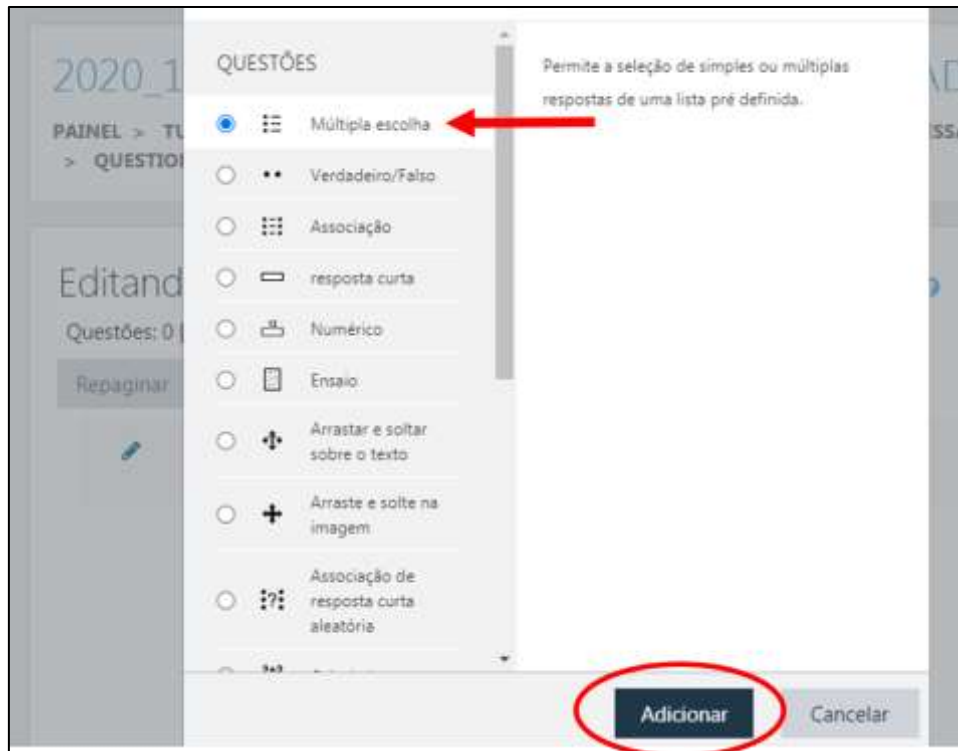 2020_1
PAINEL > TU
> QUESTIO
Editand
Questões: 0
Repaginar
QUESTÕES
Múltipla escolha
Verdadeiro/Falso
Associação
resposta curta
Numérico
Ensaio
Arrastar e soltar
sobre o texto
Arraste e solte na
imagem
Associação de
resposta curta
aleatória
Permite a seleção de simples ou múltiplas
respostas de uma lista pré definida.
Adicionar
Cancelar